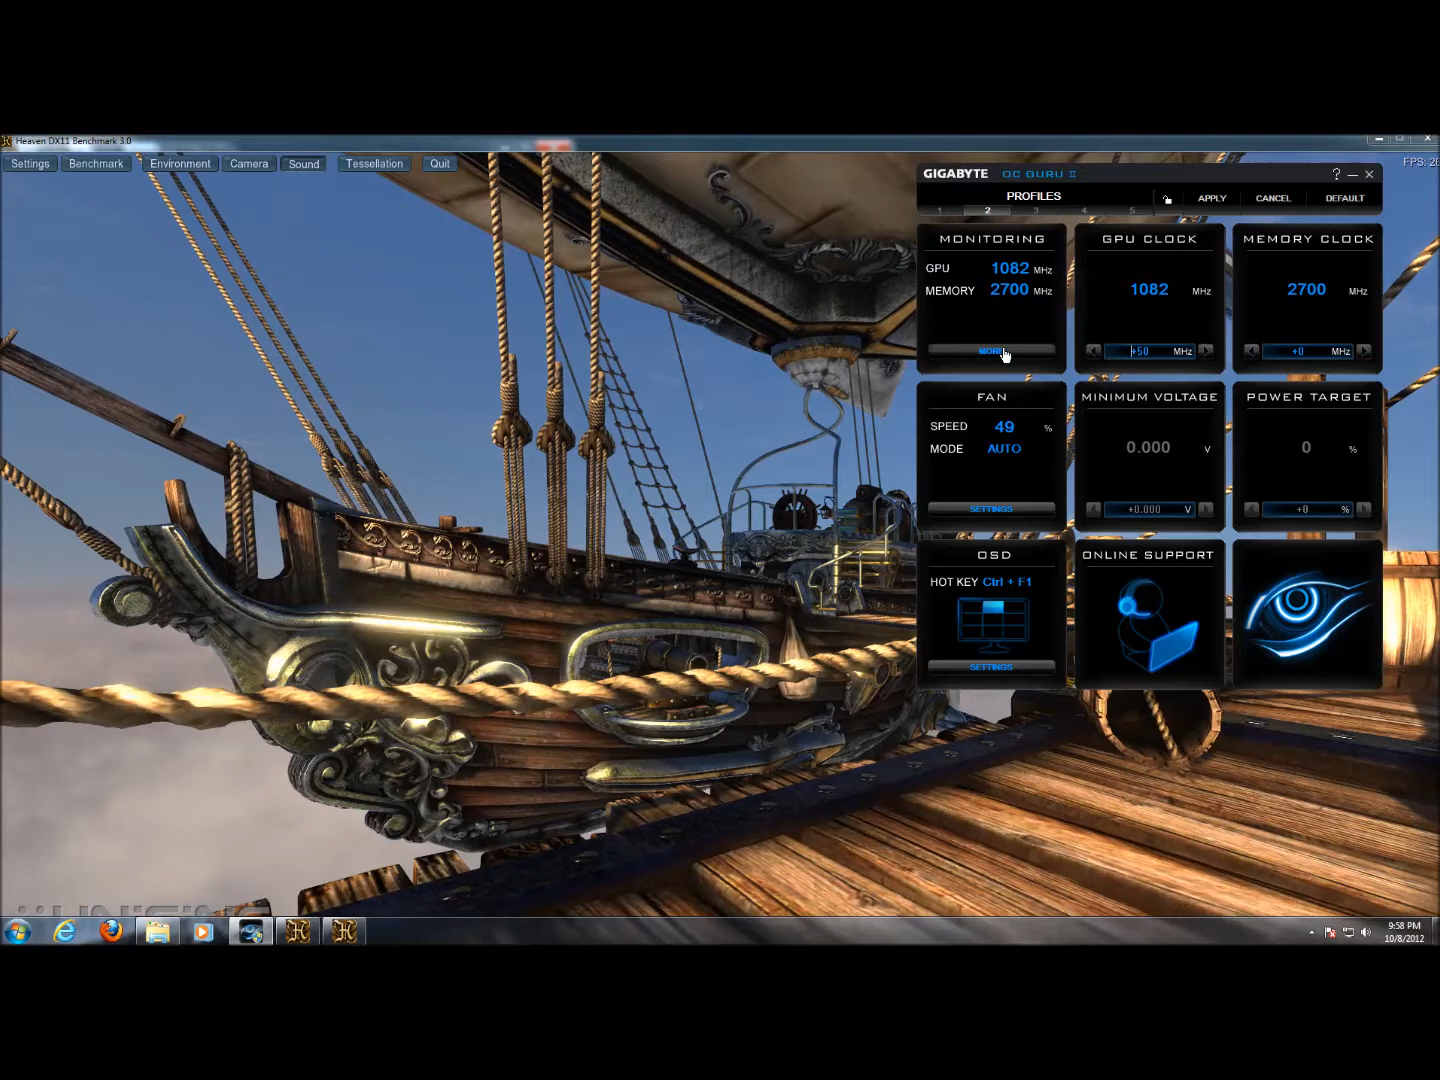 Heaven DX11 Benchmark 3.0
Settings Benchmark Environment Camera Sound Tessellation Quit
FPS: 26
GIGABYTE OC GURU II ?
PROFILES
APPLY CANCEL DEFAULT
1 2 3 4 5
MONITORING
GPU 1082 MHz
MEMORY 2700 MHz
GPU CLOCK
1082 MHz
+50 MHz
MEMORY CLOCK
2700 MHz
+0 MHz
FAN
SPEED 49 %
MODE AUTO
SETTINGS
MINIMUM VOLTAGE
0.000 V
+0.000 V
POWER TARGET
0 %
+0 %
OSD
HOT KEY Ctrl + F1
SETTINGS
ONLINE SUPPORT
9:58 PM
10/8/2012